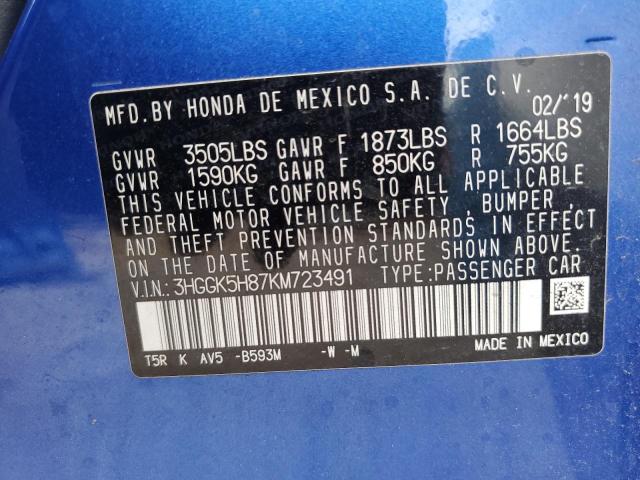 MFD.BY HONDA DE MEXICO S.A. DE C.V. 02/'19
GVWR 3505LBS GAWR F 1873LBS R 1664LBS
GVWR 1590KG GAWR F 850KG R 755KG
THIS VEHICLE CONFORMS TO ALL APPLICABLE
FEDERAL MOTOR VEHICLE SAFETY, BUMPER,
AND THEFT PREVENTION STANDARDS IN EFFECT
ON THE DATE OF MANUFACTURE SHOWN ABOVE.
V.I.N.: 3HGGK5H87KM723491 TYPE:PASSENGER CAR
T5R K AV5 -B593M -W -M MADE IN MEXICO